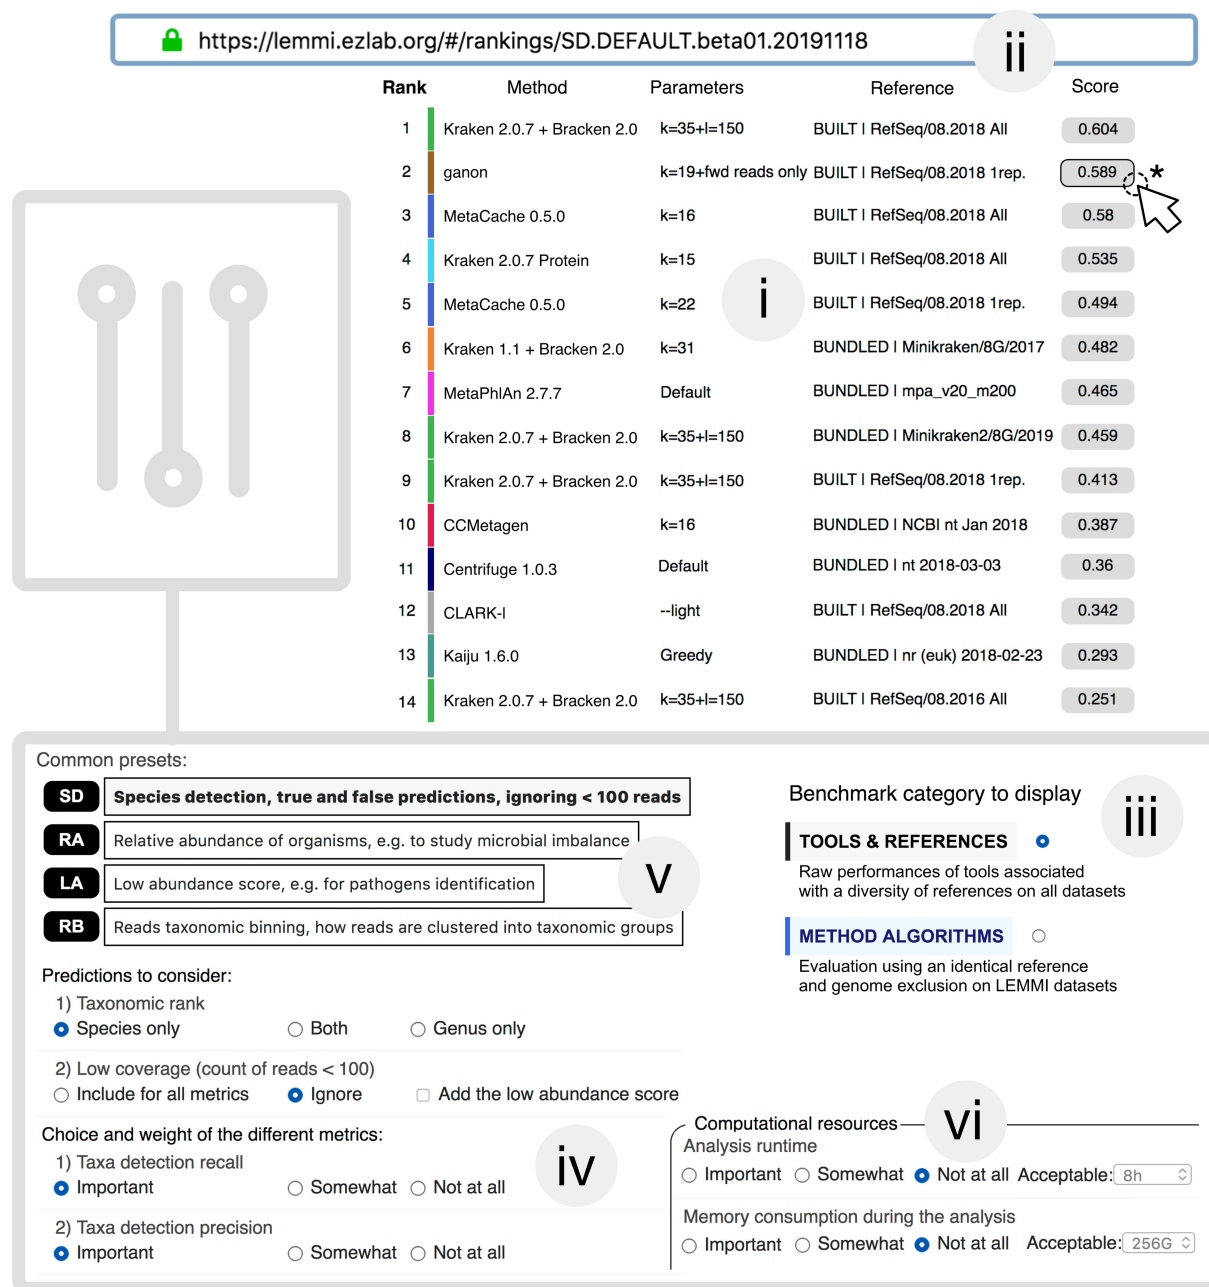 https://lemmi.ezlab.org/#/rankings/SD.DEFAULT.beta01.20191118
ii
Rank Method Parameters Reference Score
1 Kraken 2.0.7 + Bracken 2.0 k=35+l=150 BUILT | RefSeq/08.2018 All 0.604
2 ganon k=19+fwd reads only BUILT | RefSeq/08.2018 1rep. 0.589 *
3 MetaCache 0.5.0 k=16 BUILT | RefSeq/08.2018 All 0.58
4 Kraken 2.0.7 Protein k=15 BUILT | RefSeq/08.2018 All 0.535
5 MetaCache 0.5.0 k=22 BUILT | RefSeq/08.2018 1rep. 0.494
i
6 Kraken 1.1 + Bracken 2.0 k=31 BUNDLED | Minikraken/8G/2017 0.482
7 MetaPhlAn 2.7.7 Default BUNDLED | mpa_v20_m200 0.465
8 Kraken 2.0.7 + Bracken 2.0 k=35+l=150 BUNDLED | Minikraken2/8G/2019 0.459
9 Kraken 2.0.7 + Bracken 2.0 k=35+l=150 BUILT | RefSeq/08.2018 1rep. 0.413
10 CCMetagen k=16 BUNDLED | NCBI nt Jan 2018 0.387
11 Centrifuge 1.0.3 Default BUNDLED | nt 2018-03-03 0.36
12 CLARK-l --light BUILT | RefSeq/08.2018 All 0.342
13 Kaiju 1.6.0 Greedy BUNDLED | nr (euk) 2018-02-23 0.293
14 Kraken 2.0.7 + Bracken 2.0 k=35+l=150 BUILT | RefSeq/08.2016 All 0.251
Common presets:
SD Species detection, true and false predictions, ignoring < 100 reads
RA Relative abundance of organisms, e.g. to study microbial imbalance
LA Low abundance score, e.g. for pathogens identification
RB Reads taxonomic binning, how reads are clustered into taxonomic groups
v
Benchmark category to display
iii
TOOLS & REFERENCES
Raw performances of tools associated
with a diversity of references on all datasets
METHOD ALGORITHMS
Evaluation using an identical reference
and genome exclusion on LEMMI datasets
Predictions to consider:
1) Taxonomic rank
Species only Both Genus only
2) Low coverage (count of reads < 100)
Include for all metrics Ignore Add the low abundance score
Choice and weight of the different metrics:
iv
1) Taxa detection recall
Important Somewhat Not at all
2) Taxa detection precision
Important Somewhat Not at all
Computational resources
vi
Analysis runtime
Important Somewhat Not at all Acceptable: 8h
Memory consumption during the analysis
Important Somewhat Not at all Acceptable: 256G